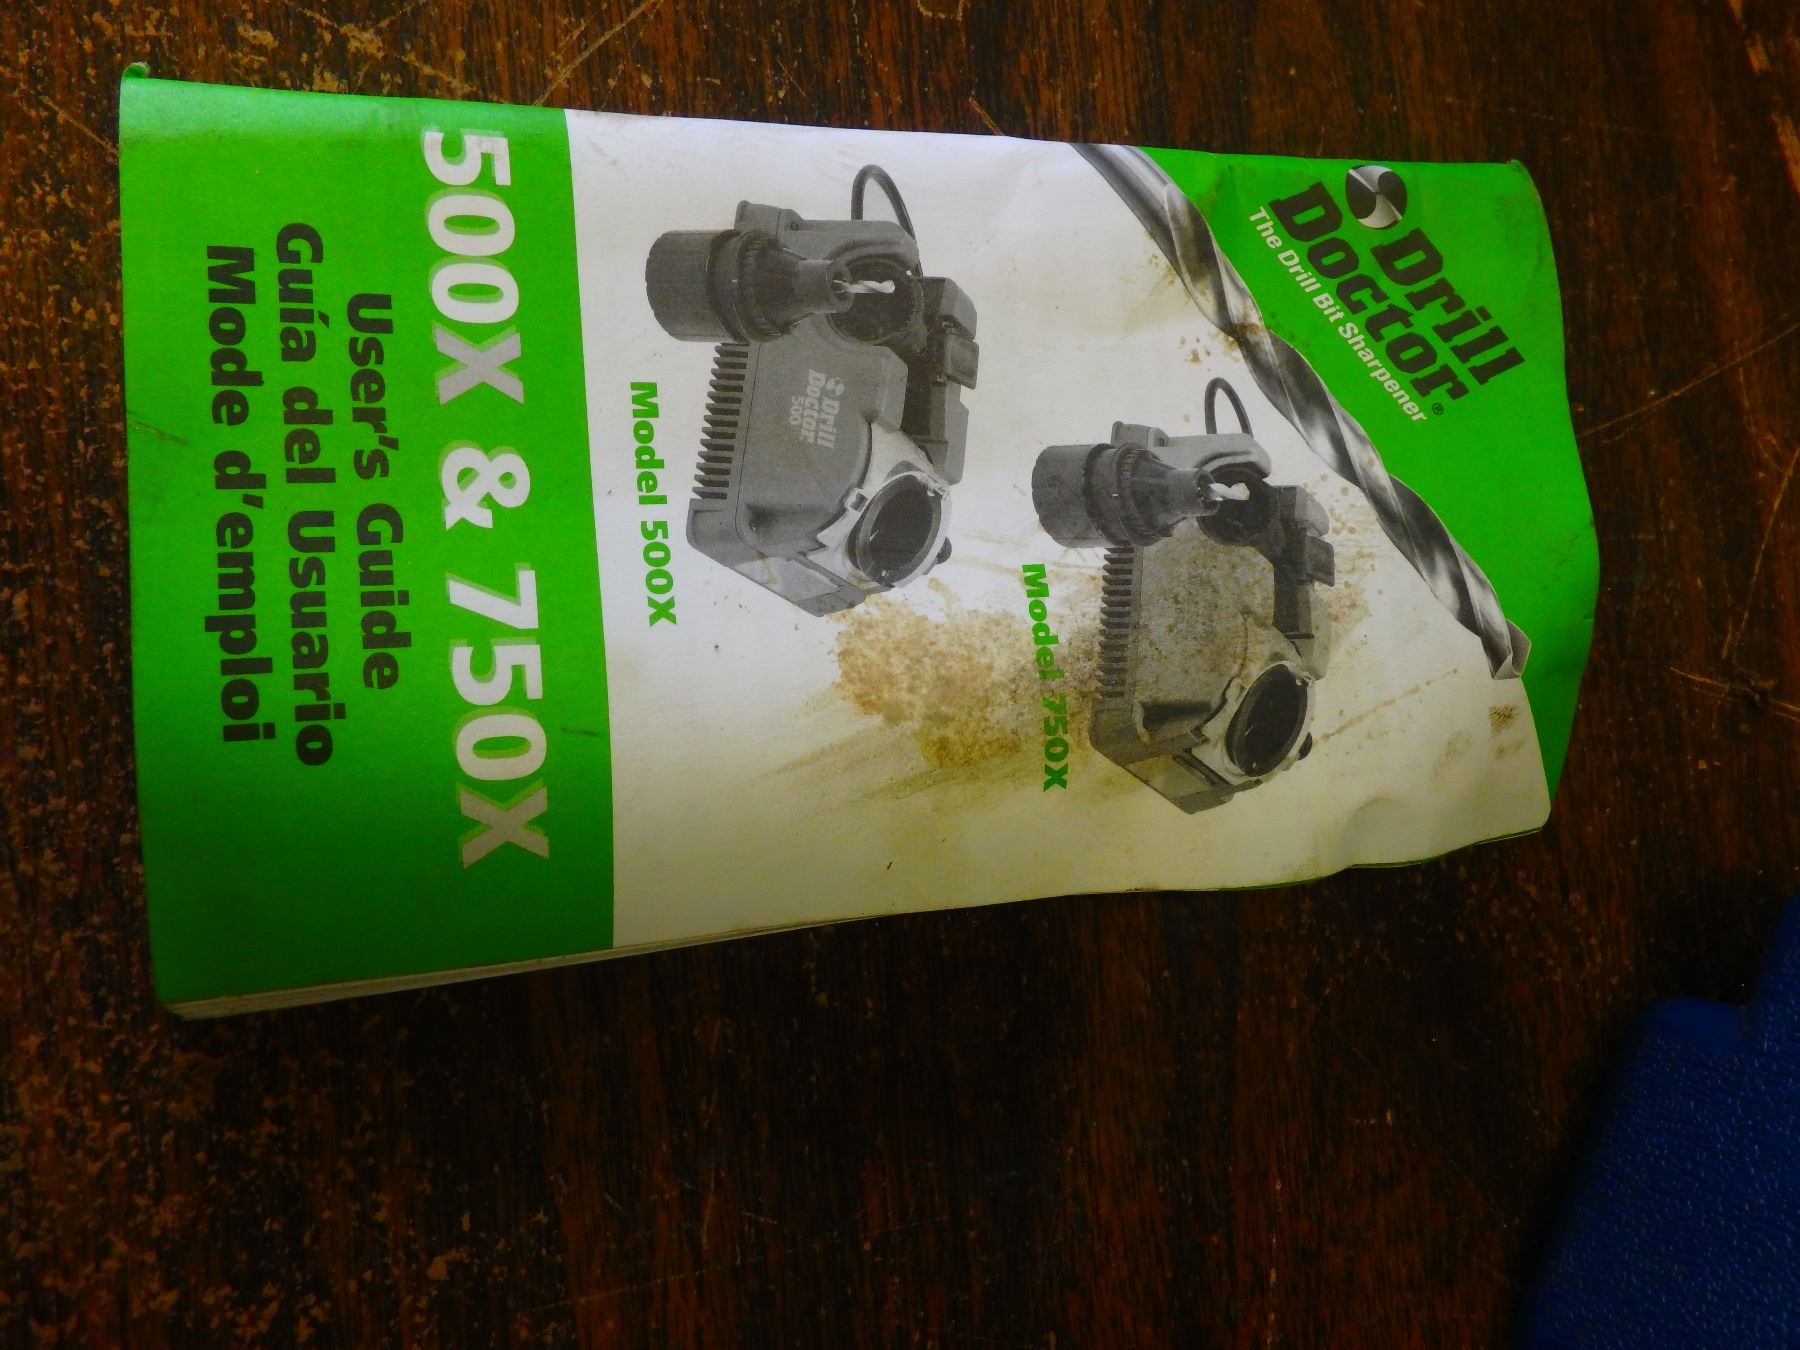 Drill
Doctor®
The Drill Bit Sharpener
Model 750X
Drill
Doctor
500
Model 500X
500X & 750X
User's Guide
Guía del Usuario
Mode d'emploi